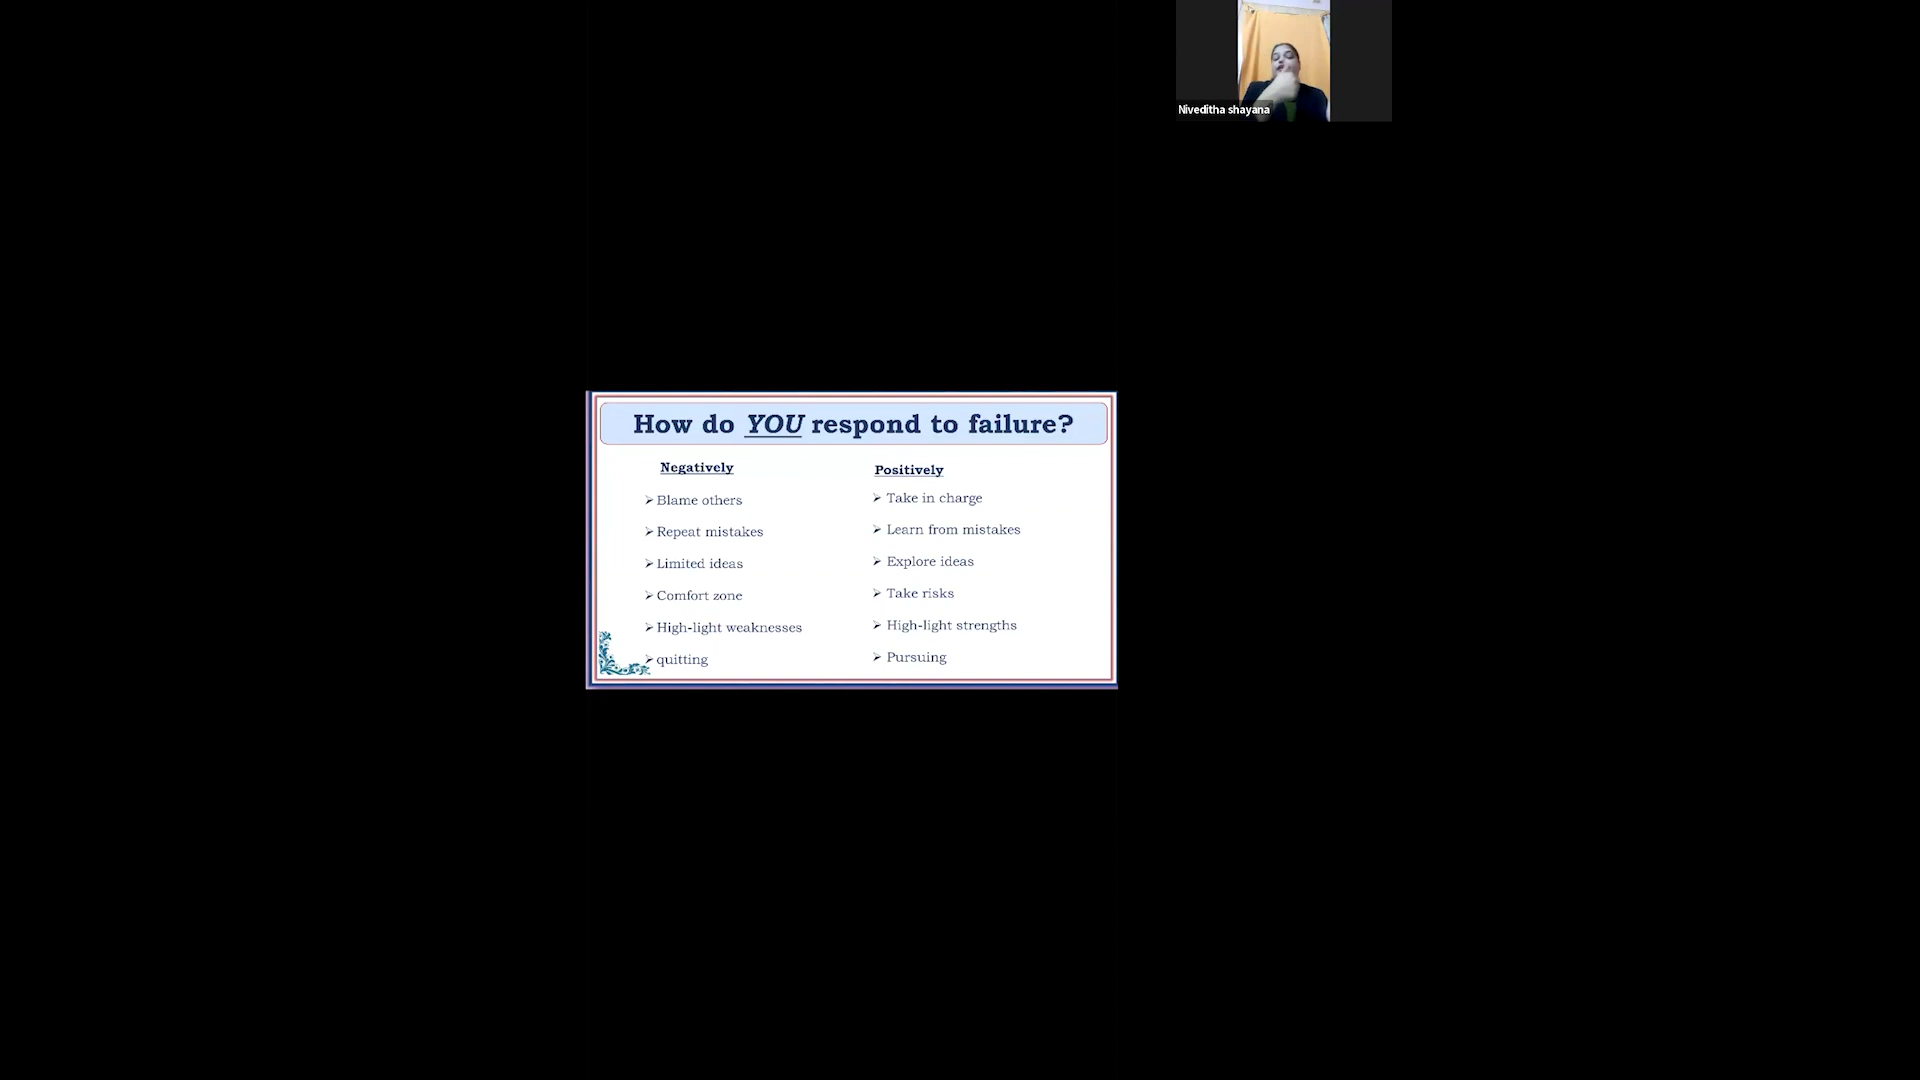 Niveditha shayana
How do YOU respond to failure?
Negatively
➢ Blame others
➢ Repeat mistakes
➢ Limited ideas
➢ Comfort zone
➢ High-light weaknesses
➢ quitting
Positively
➢ Take in charge
➢ Learn from mistakes
➢ Explore ideas
➢ Take risks
➢ High-light strengths
➢ Pursuing